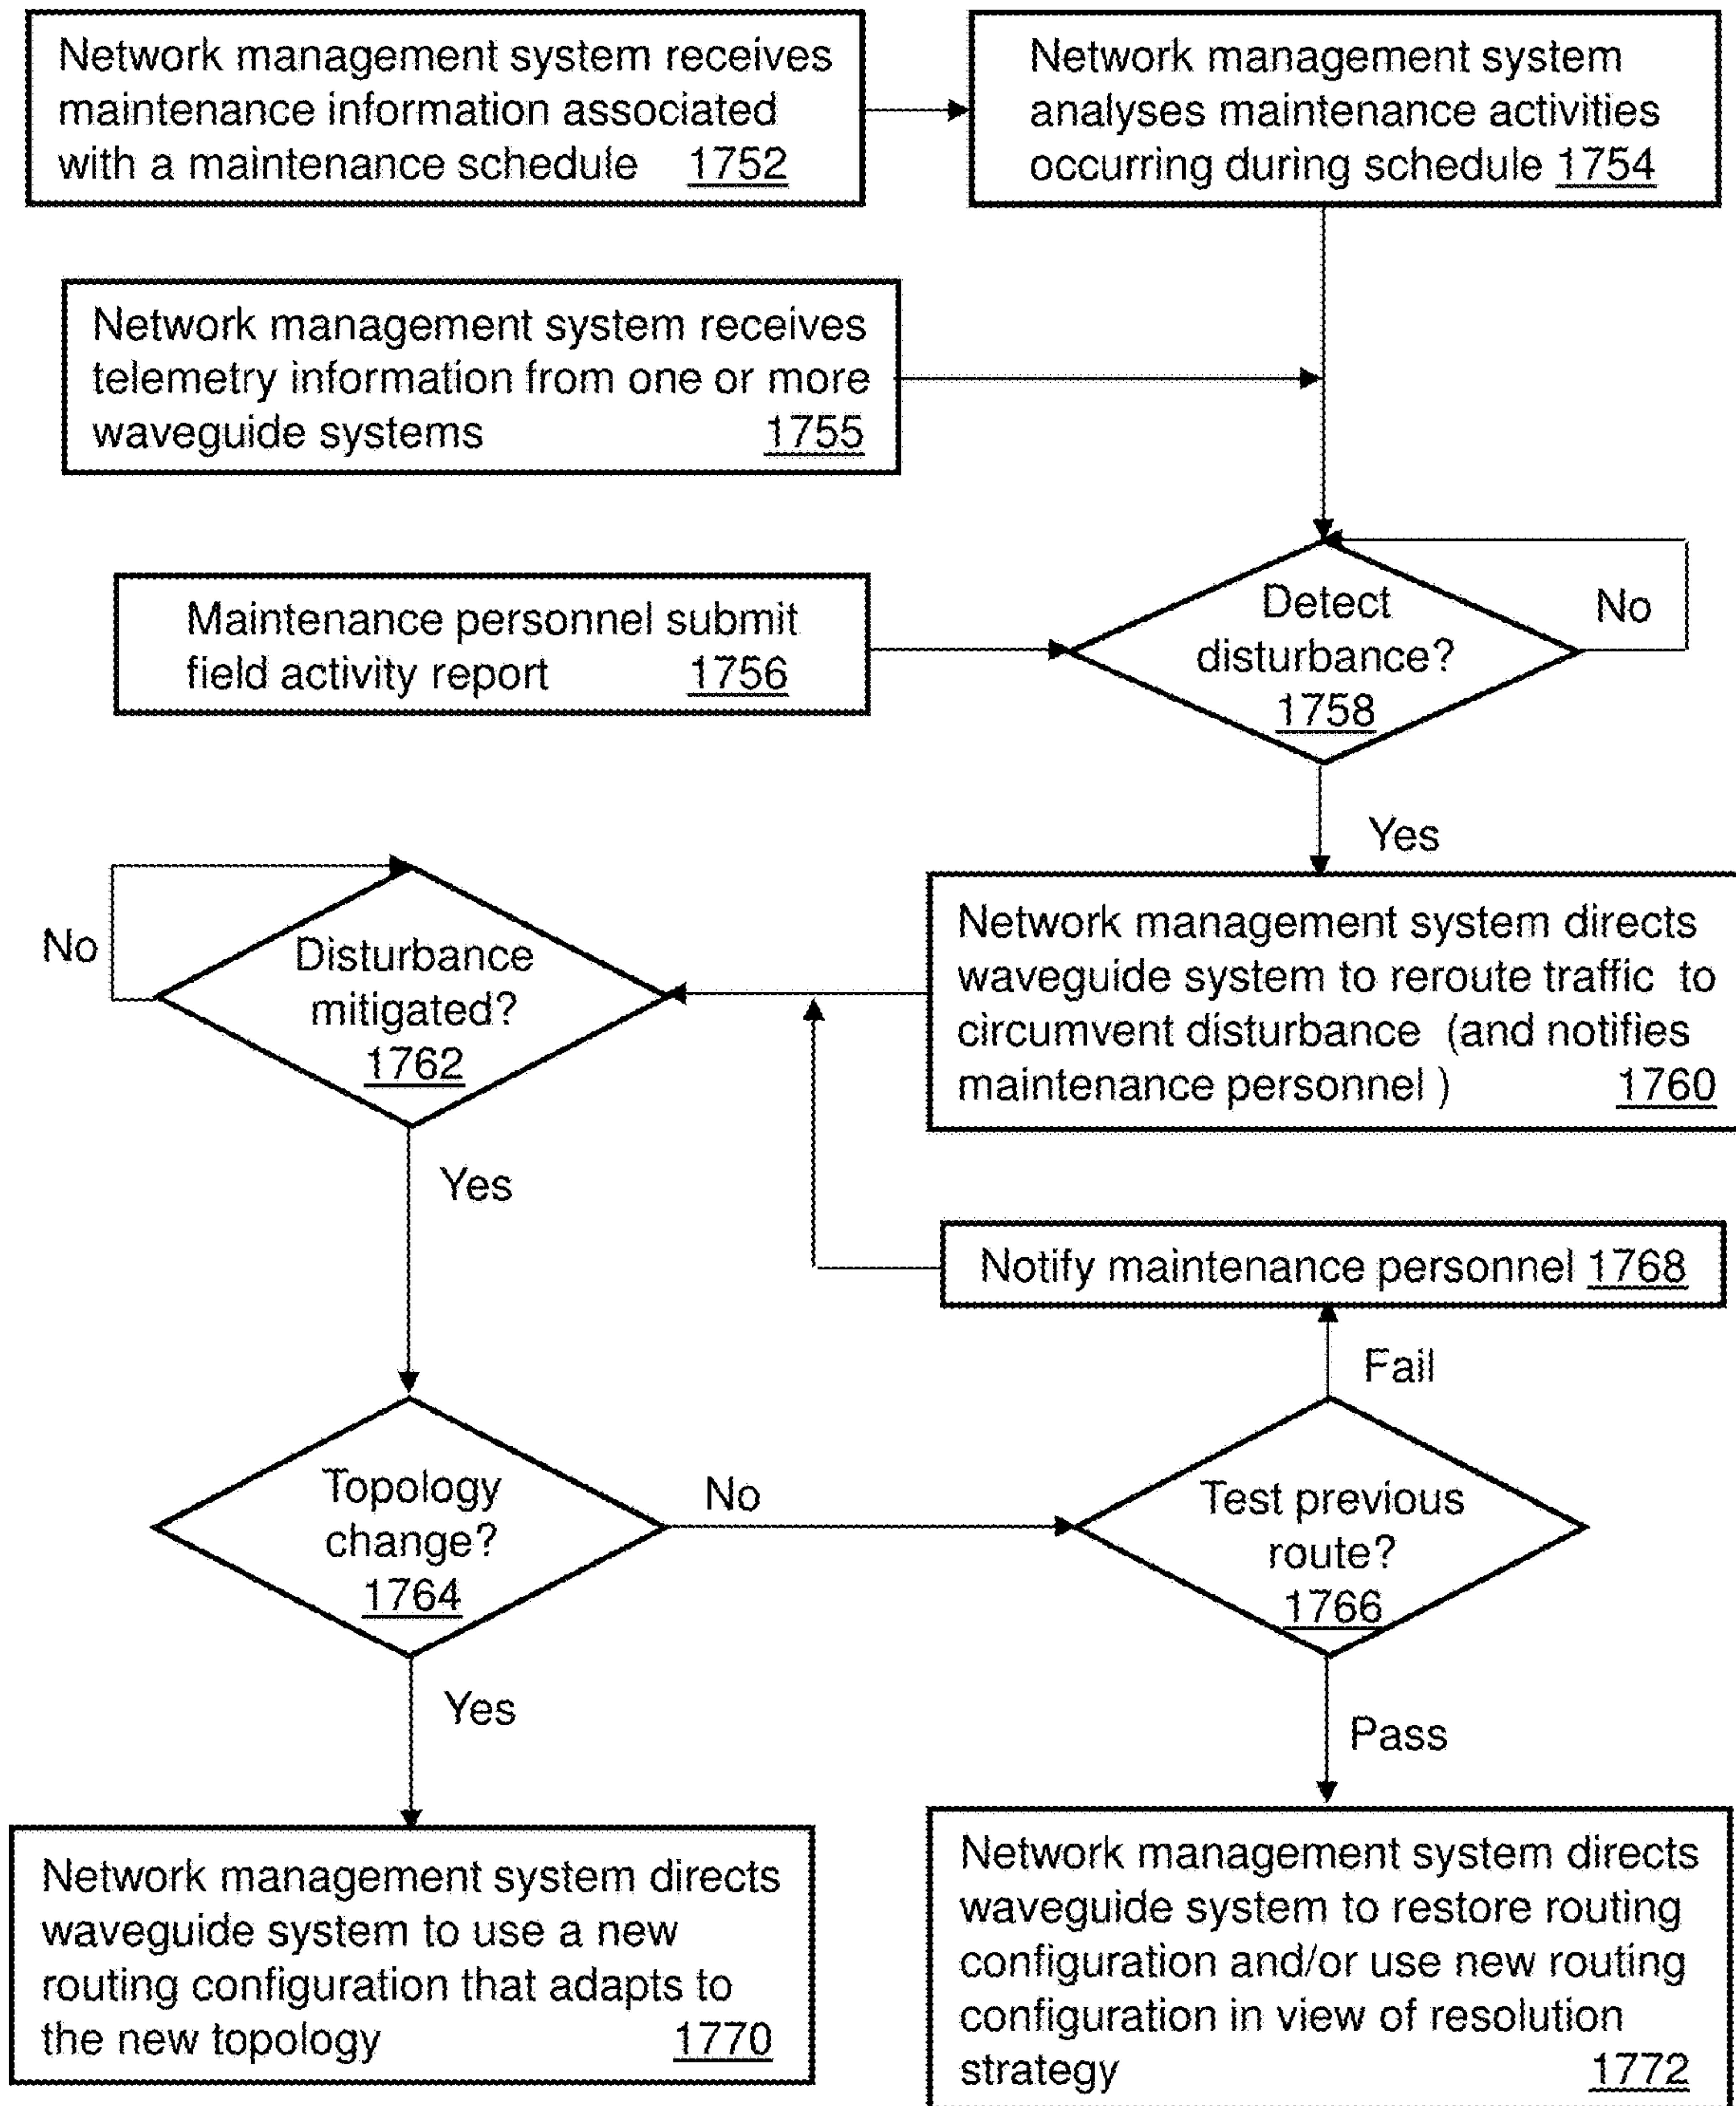 Network management system receives
maintenance information associated
with a maintenance schedule 1752
Network management system
analyses maintenance activities
occurring during schedule 1754
Network management system receives
telemetry information from one or more
waveguide systems 1755
Maintenance personnel submit
field activity report 1756
Detect
disturbance?
1758
No
Yes
Network management system directs
waveguide system to reroute traffic to
circumvent disturbance (and notifies
maintenance personnel ) 1760
Disturbance
mitigated?
1762
No
Yes
Notify maintenance personnel 1768
Fail
Topology
change?
1764
No
Test previous
route?
1766
Yes
Pass
Network management system directs
waveguide system to use a new
routing configuration that adapts to
the new topology 1770
Network management system directs
waveguide system to restore routing
configuration and/or use new routing
configuration in view of resolution
strategy 1772